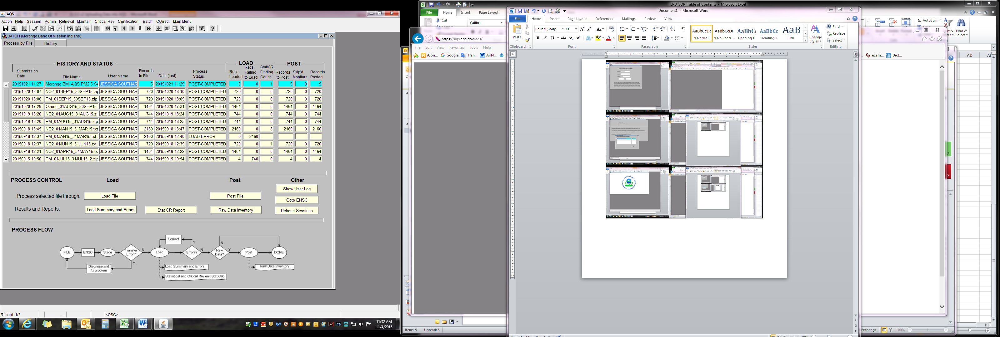 AQS
Action Help Session Admin Retrieval Maintain Critical Rev CErtification Batch COrrect Main Menu
BATCH (Morongo Band Of Mission Indians)
Process by File History
HISTORY AND STATUS LOAD POST
Submission Date File Name User Name Records In File Date (last) Process Status Recs Loaded Recs Failing to Load Stat/CR Finding Count Records to Post Skip'd Monitors Records Posted
20151021 11:27 Morongo BMI AQS PM2.5 Se JESSICA SOUTHAR 5 20151021 11:29 POST-COMPLETED 5 0 1 5 0 5
20151020 18:07 NO2_01SEP15_30SEP15.zip JESSICA SOUTHAR 720 20151020 18:10 POST-COMPLETED 720 0 0 720 0 720
20151020 18:06 PM_01SEP15_30SEP15.zip JESSICA SOUTHAR 720 20151020 18:09 POST-COMPLETED 720 0 0 720 0 720
20151020 17:28 Ozone_01AUG15_30SEP15. JESSICA SOUTHAR 1464 20151020 17:31 POST-COMPLETED 1464 0 0 1464 0 1464
20151019 18:20 NO2_01AUG15_31AUG15.zi JESSICA SOUTHAR 744 20151019 18:24 POST-COMPLETED 744 0 0 744 0 744
20151019 18:20 PM_01AUG15_31AUG15.zip JESSICA SOUTHAR 744 20151019 18:23 POST-COMPLETED 744 0 0 744 0 744
20150918 13:45 NO2_01JAN15_31MAR15.txt JESSICA SOUTHAR 2160 20150918 13:47 POST-COMPLETED 2160 0 8 2160 0 2160
20150918 12:37 PM_01JAN15_31MAR15.txt.z JESSICA SOUTHAR 2160 20150918 12:40 LOAD-ERROR 0 2160
20150918 12:37 NO2_01JUN15_31JUN15.txt JESSICA SOUTHAR 720 20150918 12:39 POST-COMPLETED 720 0 1 720 0 720
20150918 12:21 NO2_01APR15_31MAY15.tx JESSICA SOUTHAR 1464 20150918 12:22 POST-COMPLETED 1464 0 0 1464 0 1464
20150915 19:50 PM_01JUL15_31JUL15_2.zip JESSICA SOUTHAR 744 20150915 19:54 POST-COMPLETED 4 740 0 4 0 4
PROCESS CONTROL Load Post Other
Show User Log
Process selected file through: Load File Post File
Goto ENSC
Results and Reports: Load Summary and Errors Stat CR Report Raw Data Inventory Refresh Sessions
PROCESS FLOW
Correct
Y N
FILE ENSC Stage Transfer Error? N Load Errors? N Raw Data? Y Post DONE
Y
Diagnose and fix problem Load Summary and Errors Raw Data Inventory
Statistical and Critical Review (Stat CR)
Record: 1/? ... <OSC>
11:32 AM
11/4/2015
EPD_SOP_Table of Contents - Microsoft Excel
File Home Insert Page Layout
Cut
Calibri
AutoSum
Sort & Filter Find & Select
https://aqs.epa.gov/aqs/
File Edit View Favorites Tools Help
iCon... Google Tran... AirN...
ecam... Dict...
Document1 - Microsoft Word
File Home Insert Page Layout References Mailings Review View
Calibri (Body) 11
Paste
AaBbCcDc AaBbCcDc AaBbC AaBbCc AaB
¶ Normal ¶ No Spaci... Heading 1 Heading 2 Title
Change Styles
Find
Replace
Select
Clipboard Font Paragraph Styles Editing
AD
Items: 9 Unread: 5
Exchange 100%